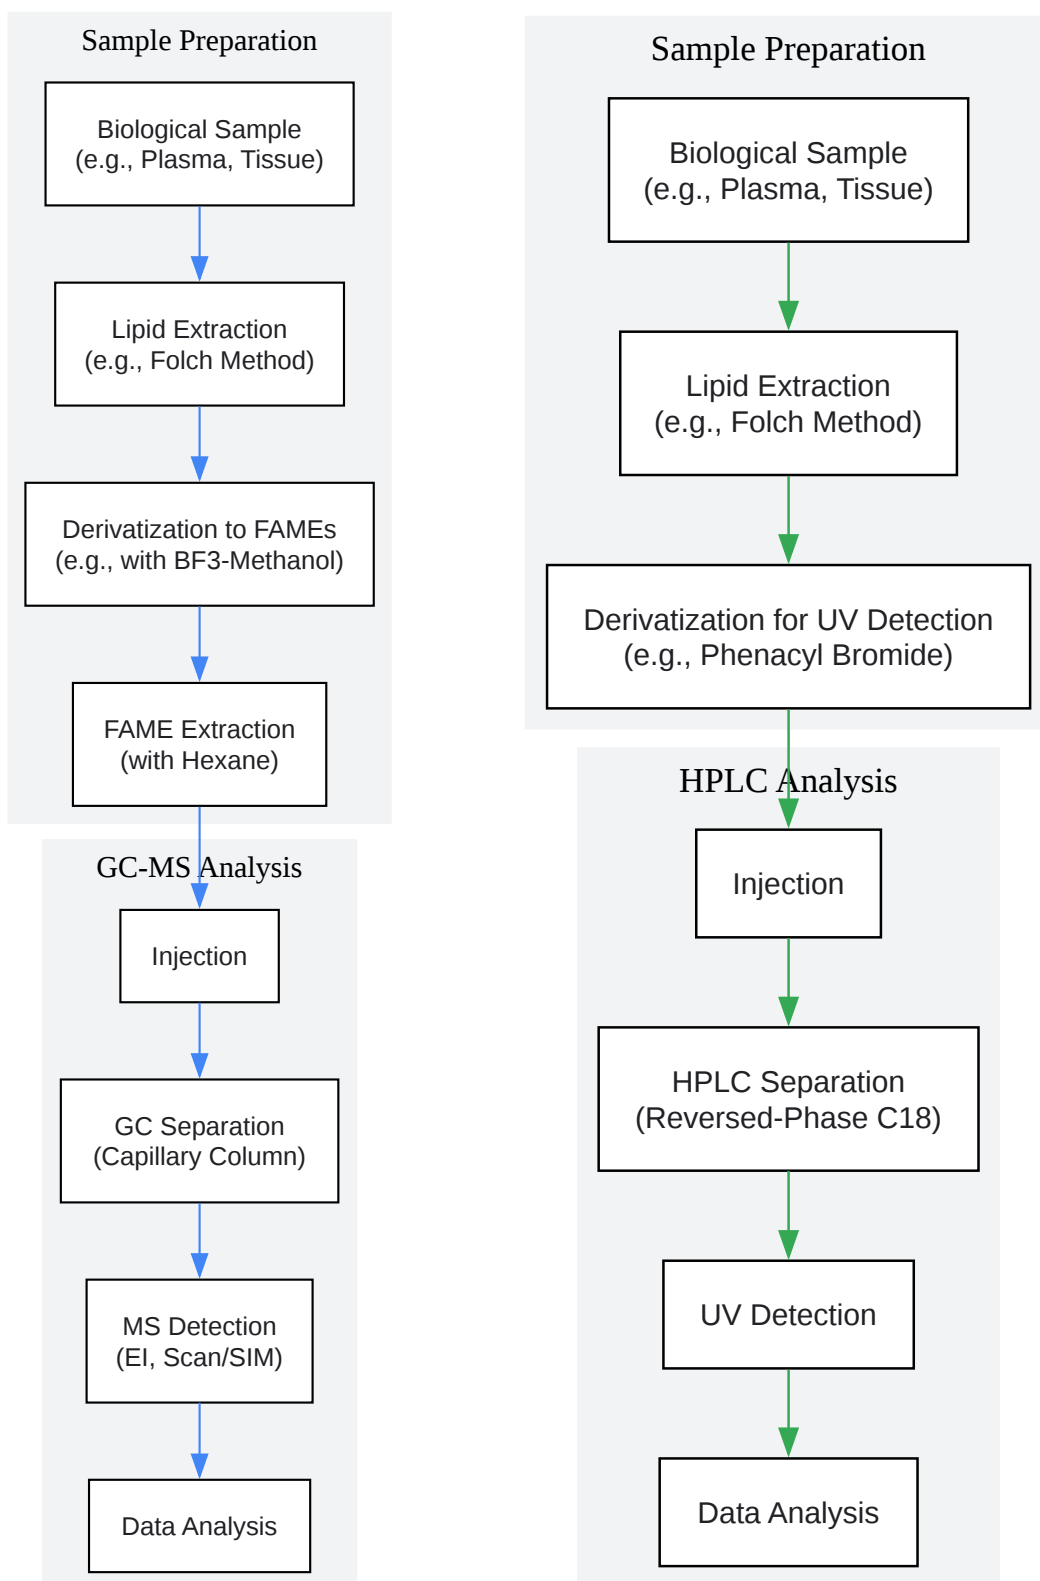 Sample Preparation
Biological Sample
(e.g., Plasma, Tissue)
Lipid Extraction
(e.g., Folch Method)
Derivatization to FAMEs
(e.g., with BF3-Methanol)
FAME Extraction
(with Hexane)
GC-MS Analysis
Injection
GC Separation
(Capillary Column)
MS Detection
(EI, Scan/SIM)
Data Analysis
Sample Preparation
Biological Sample
(e.g., Plasma, Tissue)
Lipid Extraction
(e.g., Folch Method)
Derivatization for UV Detection
(e.g., Phenacyl Bromide)
HPLC Analysis
Injection
HPLC Separation
(Reversed-Phase C18)
UV Detection
Data Analysis